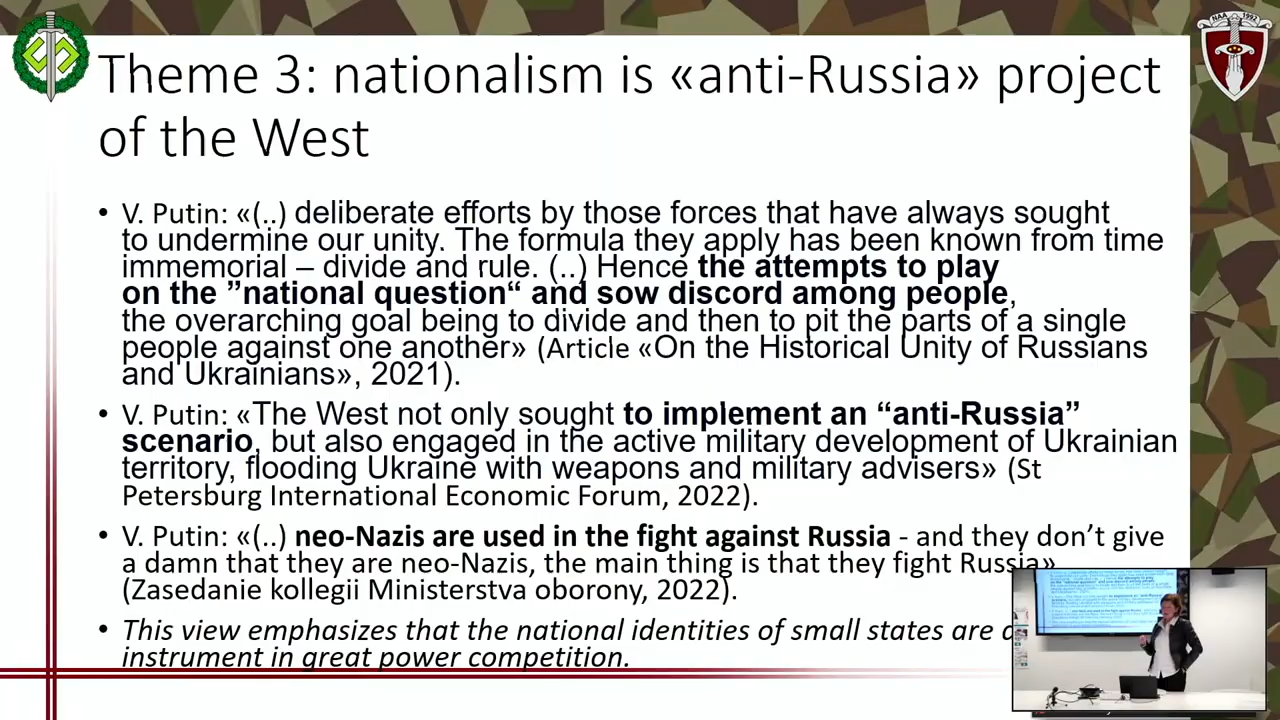 NAA 1992
Theme 3: nationalism is «anti-Russia» project
of the West
• V. Putin: «(..) deliberate efforts by those forces that have always sought
to undermine our unity. The formula they apply has been known from time
immemorial – divide and rule. (..) Hence the attempts to play
on the ”national question“ and sow discord among people,
the overarching goal being to divide and then to pit the parts of a single
people against one another» (Article «On the Historical Unity of Russians
and Ukrainians», 2021).
• V. Putin: «The West not only sought to implement an “anti-Russia”
scenario, but also engaged in the active military development of Ukrainian
territory, flooding Ukraine with weapons and military advisers» (St
Petersburg International Economic Forum, 2022).
• V. Putin: «(..) neo-Nazis are used in the fight against Russia - and they don’t give
a damn that they are neo-Nazis, the main thing is that they fight Russia»
(Zasedanie kollegii Ministerstva oborony, 2022).
• This view emphasizes that the national identities of small states are
instrument in great power competition.